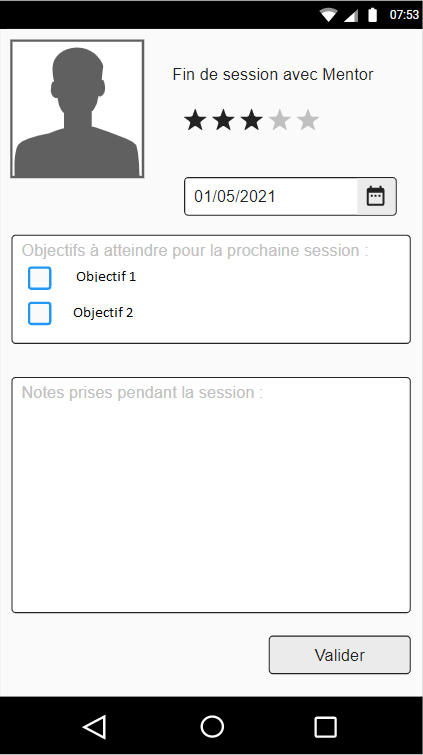 07:53
Fin de session avec Mentor
01/05/2021
Objectifs à atteindre pour la prochaine session :
Objectif 1
Objectif 2
Notes prises pendant la session :
Valider